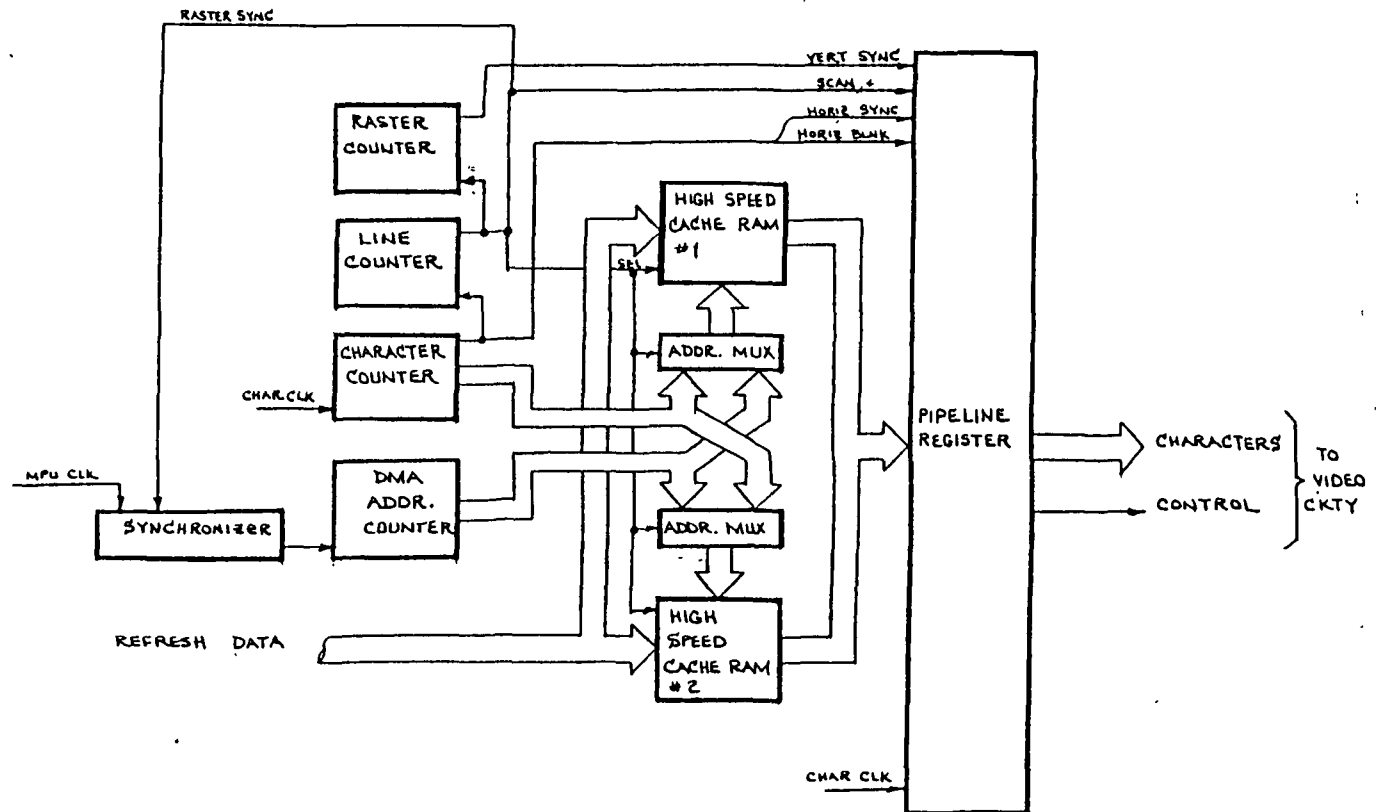 RASTER SYNC
VERT SYNC
SCAN +
HORIZ SYNC
HORIZ BLNK
RASTER
COUNTER
HIGH SPEED
CACHE RAM
#1
LINE
COUNTER
SEL
CHARACTER
COUNTER
ADDR. MUX
CHAR CLK
PIPELINE
REGISTER
CHARACTERS
TO
VIDEO
CKTY
CONTROL
MPU CLK
DMA
ADDR.
COUNTER
SYNCHRONIZER
ADDR. MUX
HIGH
SPEED
CACHE RAM
#2
REFRESH DATA
CHAR CLK